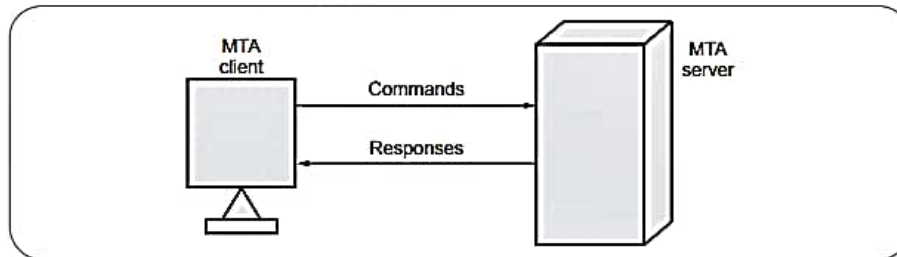 MTA
client
MTA
server
Commands
Responses